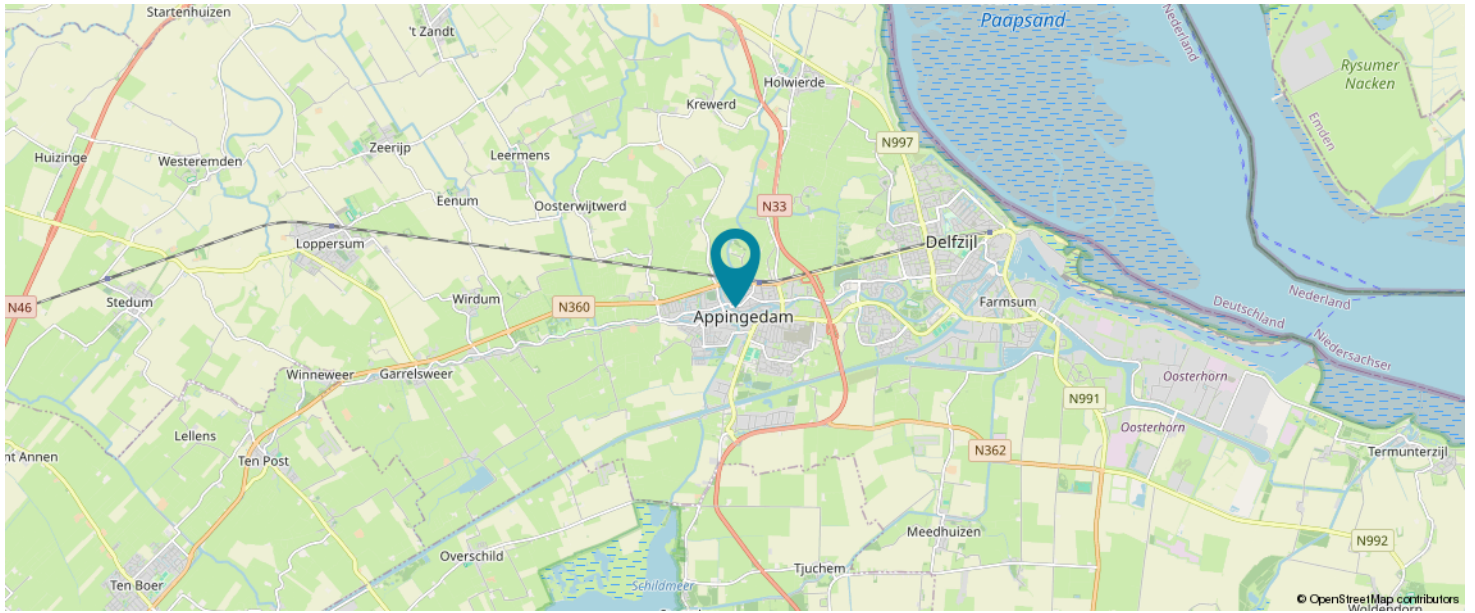 Startenhuizen
't Zandt
Paapsand
Nederland
Rysumer
Nacken
Emden
Holwierde
Krewerd
N997
Huizinge
Westeremden
Zeerijp
Leermens
Eenum
Oosterwijtwerd
N33
Loppersum
Delfzijl
Stedum
N46
Wirdum
N360
Appingedam
Farmsum
Deutschland
Nederland
Niedersachser
Winneweer
Garrelsweer
Oosterhorn
N991
Oosterhorn
Lellens
nt Annen
Ten Post
N362
Termunterzijl
Meedhuizen
N992
Overschild
Tjuchem
Ten Boer
Schildmeer
© OpenStreetMap contributors